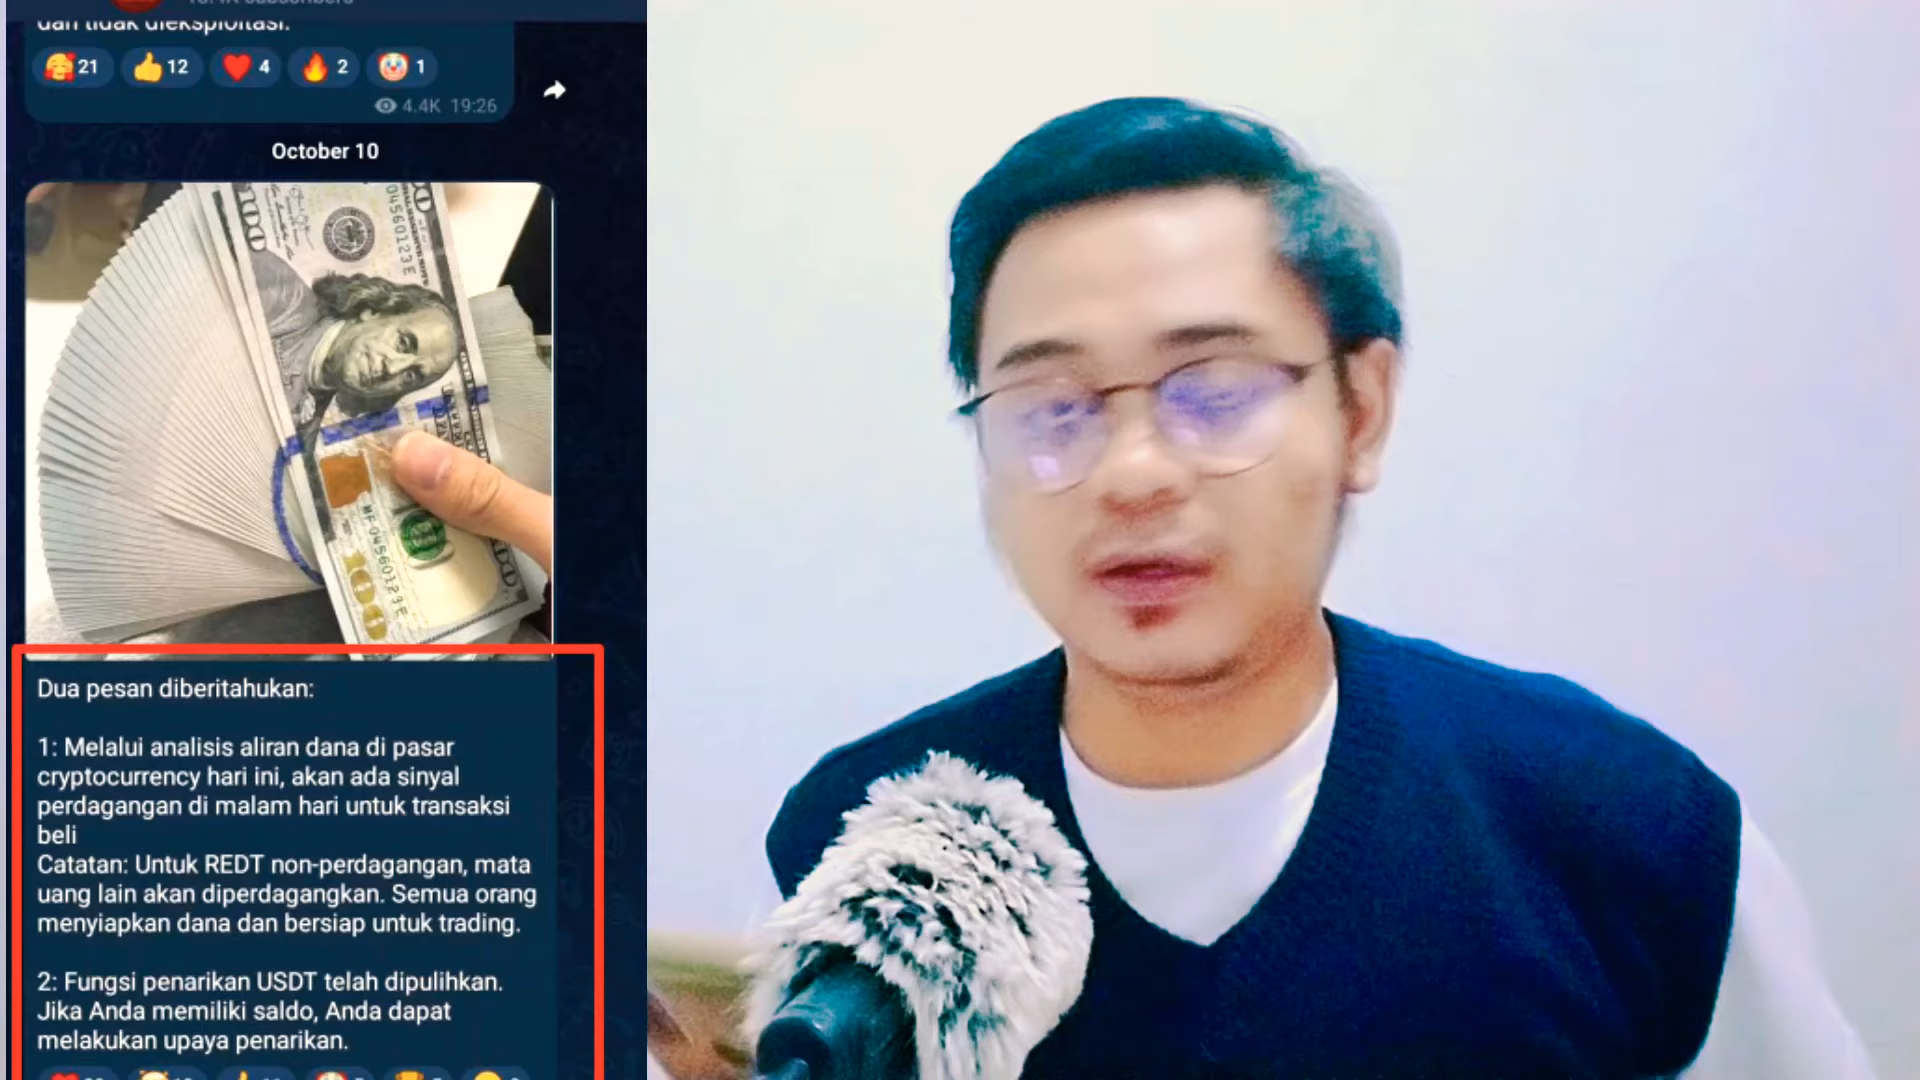 dan tidak dieksploitasi.
21 12 4 2 1
4.4K 19:26
October 10
Dua pesan diberitahukan:
1: Melalui analisis aliran dana di pasar
cryptocurrency hari ini, akan ada sinyal
perdagangan di malam hari untuk transaksi
beli
Catatan: Untuk REDT non-perdagangan, mata
uang lain akan diperdagangkan. Semua orang
menyiapkan dana dan bersiap untuk trading.
2: Fungsi penarikan USDT telah dipulihkan.
Jika Anda memiliki saldo, Anda dapat
melakukan upaya penarikan.